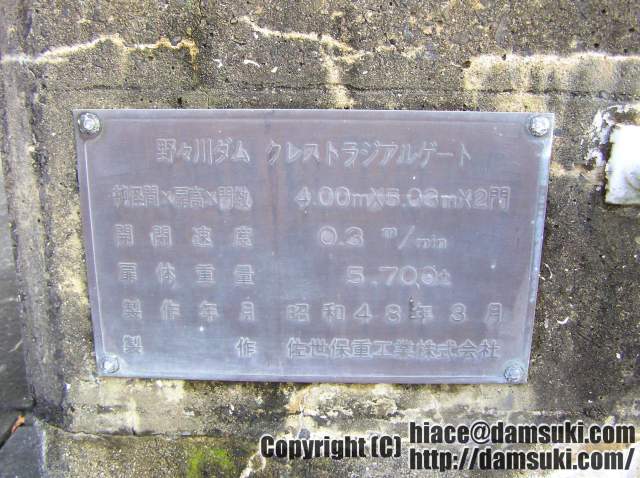 野々川ダム クレストラジアルゲート
純径間×扉高×門数 4.00m×5.03m×2門
開閉速度 0.3 m/min
扉体重量 5.700t
製作年月 昭和48年3月
製作 佐世保重工業株式会社
Copyright (C) hiace@damsuki.com
http://damsuki.com/